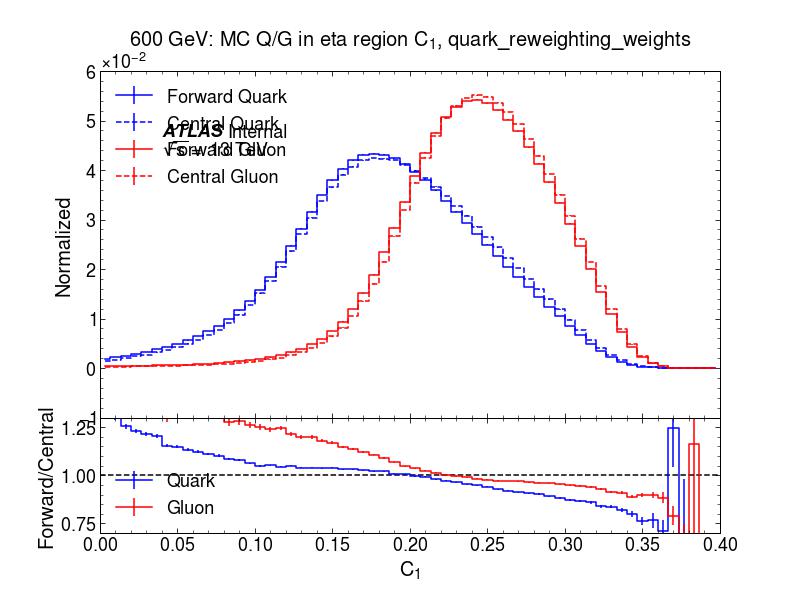 600 GeV: MC Q/G in eta region C₁, quark_reweighting_weights
×10⁻²
6
5
4
3
2
1
0
−1
Normalized
Forward Quark
Central Quark
ATLAS Internal
√s = 13 TeV
Forward Gluon
Central Gluon
1.25
1.00
0.75
Forward/Central
Quark
Gluon
0.00 0.05 0.10 0.15 0.20 0.25 0.30 0.35 0.40
C₁